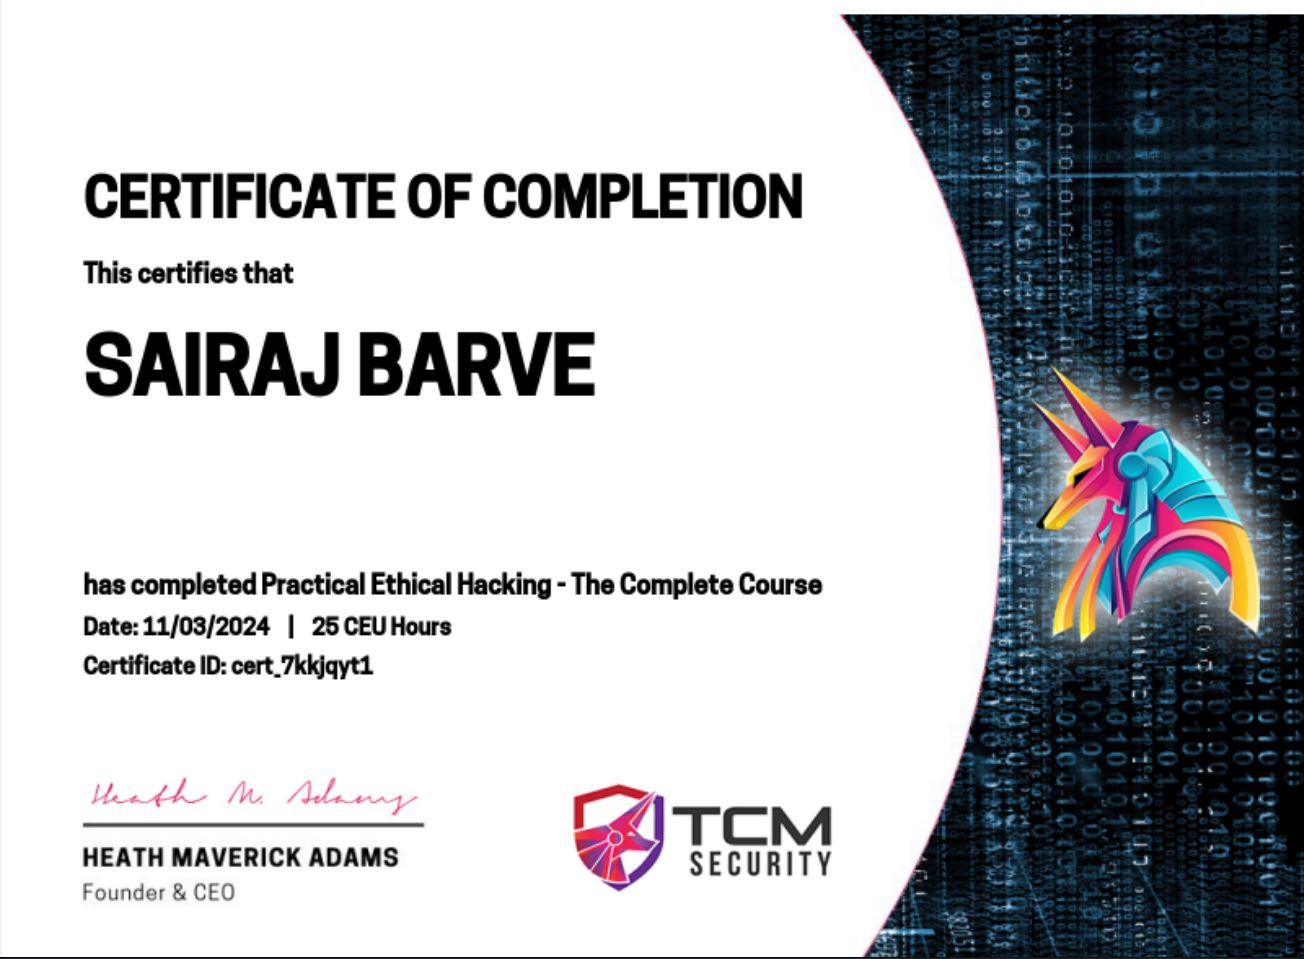 CERTIFICATE OF COMPLETION
This certifies that
SAIRAJ BARVE
has completed Practical Ethical Hacking - The Complete Course
Date: 11/03/2024 | 25 CEU Hours
Certificate ID: cert_7kkjqyt1
Heath M. Adams
HEATH MAVERICK ADAMS
Founder & CEO
TCM
SECURITY